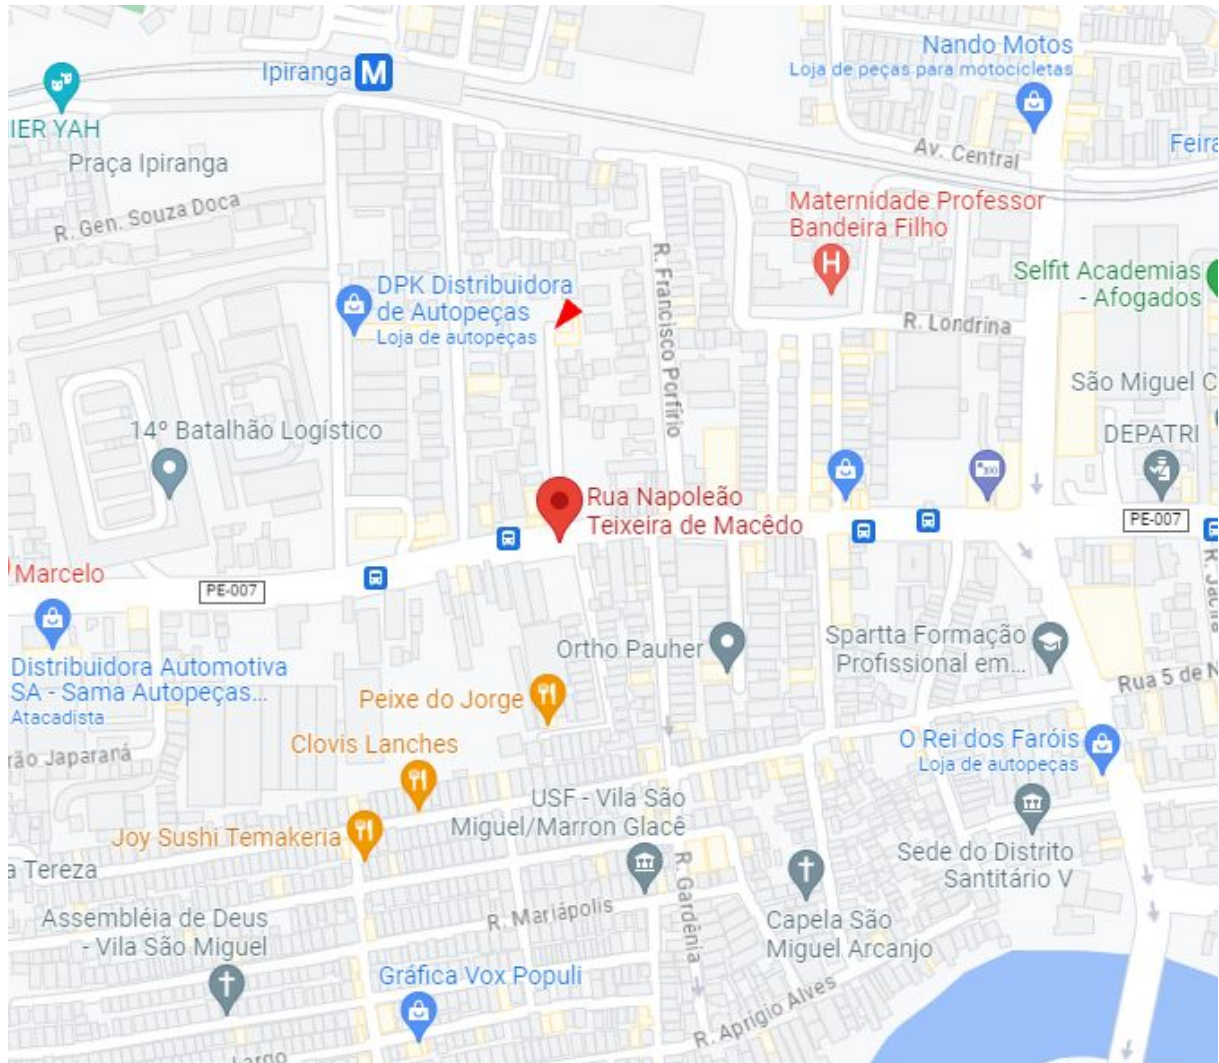 Nando Motos
Loja de peças para motocicletas
Ipiranga
M
IER YAH
Praça Ipiranga
Av. Central
Feira
R. Gen. Souza Doca
Maternidade Professor
Bandeira Filho
H
R. Francisco Porfírio
Selfit Academias
- Afogados
DPK Distribuidora
de Autopeças
Loja de autopeças
R. Londrina
São Miguel C
14º Batalhão Logístico
DEPATRI
Rua Napoleão
Teixeira de Macêdo
PE-007
Marcelo
PE-007
R. Jacira
Distribuidora Automotiva
SA - Sama Autopeças...
Atacadista
Ortho Pauher
Spartta Formação
Profissional em...
Rua 5 de N
Peixe do Jorge
rão Japaraná
Clovis Lanches
O Rei dos Faróis
Loja de autopeças
USF - Vila São
Miguel/Marron Glacê
Joy Sushi Temakeria
a Tereza
Sede do Distrito
Santitário V
R. Gardênia
Assembléia de Deus
- Vila São Miguel
R. Mariápolis
Capela São
Miguel Arcanjo
Gráfica Vox Populi
R. Aprígio Alves
Largo